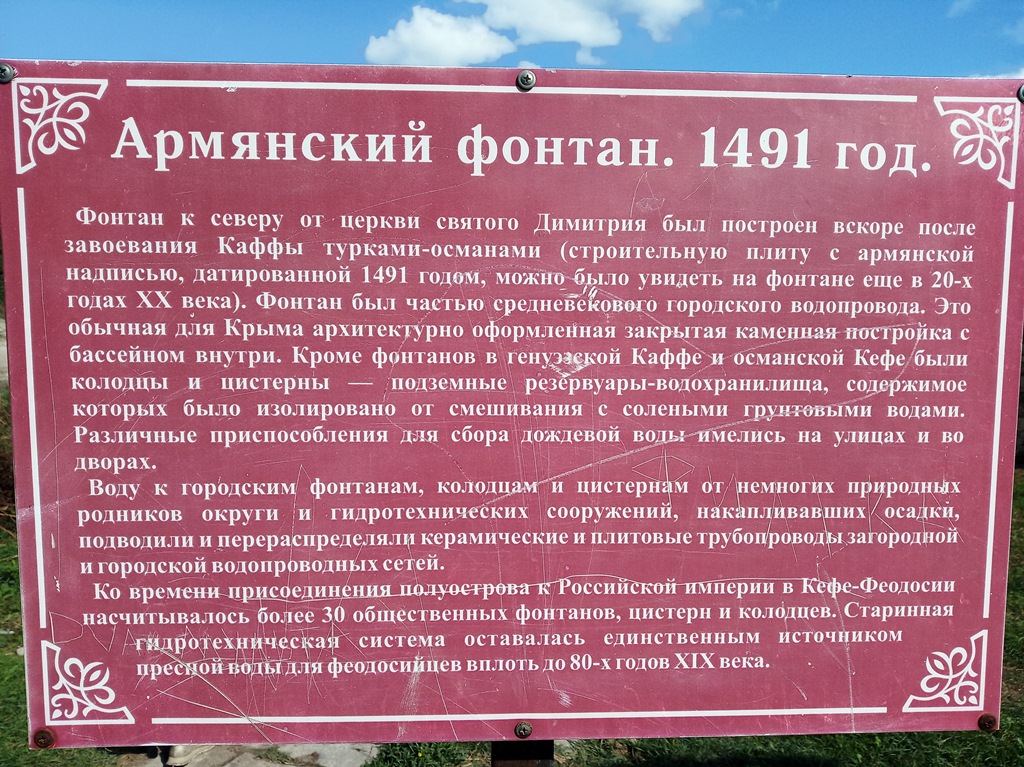 Армянский фонтан. 1491 год.
Фонтан к северу от церкви святого Димитрия был построен вскоре после
завоевания Каффы турками-османами (строительную плиту с армянской
надписью, датированной 1491 годом, можно было увидеть на фонтане еще в 20-х
годах XX века). Фонтан был частью средневекового городского водопровода. Это
обычная для Крыма архитектурно оформленная закрытая каменная постройка с
бассейном внутри. Кроме фонтанов в генуэзской Каффе и османской Кефе были
колодцы и цистерны — подземные резервуары-водохранилища, содержимое
которых было изолировано от смешивания с солеными грунтовыми водами.
Различные приспособления для сбора дождевой воды имелись на улицах и во
дворах.
Воду к городским фонтанам, колодцам и цистернам от немногих природных
родников округи и гидротехнических сооружений, накапливавших осадки,
подводили и перераспределяли керамические и плитовые трубопроводы загородной
и городской водопроводных сетей.
Ко времени присоединения полуострова к Российской империи в Кефе-Феодосии
насчитывалось более 30 общественных фонтанов, цистерн и колодцев. Старинная
гидротехническая система оставалась единственным источником
пресной воды для феодосийцев вплоть до 80-х годов XIX века.